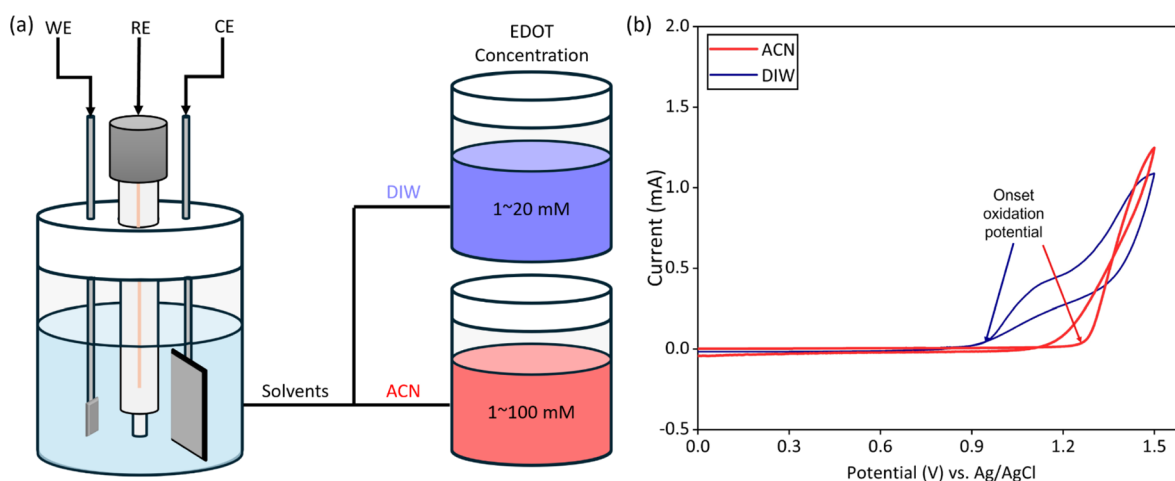 (a)
WE
RE
CE
EDOT
Concentration
DIW
1~20 mM
Solvents
ACN
1~100 mM
(b)
ACN
DIW
Onset
oxidation
potential
Current (mA)
2.0
1.5
1.0
0.5
0.0
-0.5
0.0
0.3
0.6
0.9
1.2
1.5
Potential (V) vs. Ag/AgCl